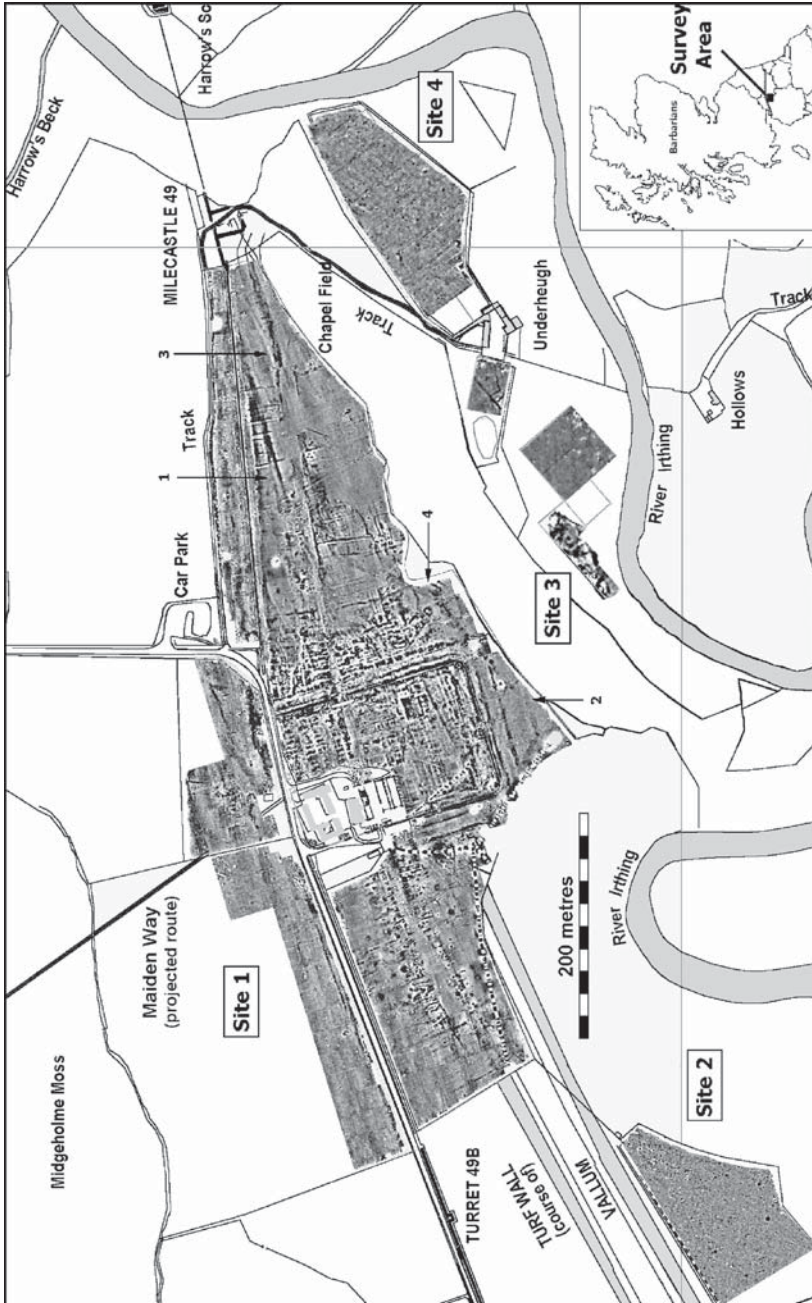 Midgeholme Moss
Maiden Way
(projected route)
Site 1
Car Park
Track
1
3
MILECASTLE 49
Harrow's Beck
Harrow's Sc
TURRET 49B
TURF WALL
(course of)
VALLUM
200 metres
2
4
Chapel Field
Track
Site 4
Underheugh
Site 3
River Irthing
River Irthing
Site 2
Hollows
Track
Barbarians
Survey
Area